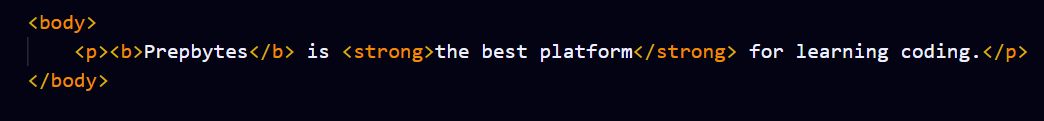 <body>
<p><b>Prepbytes</b> is <strong>the best platform</strong> for learning coding.</p>
</body>